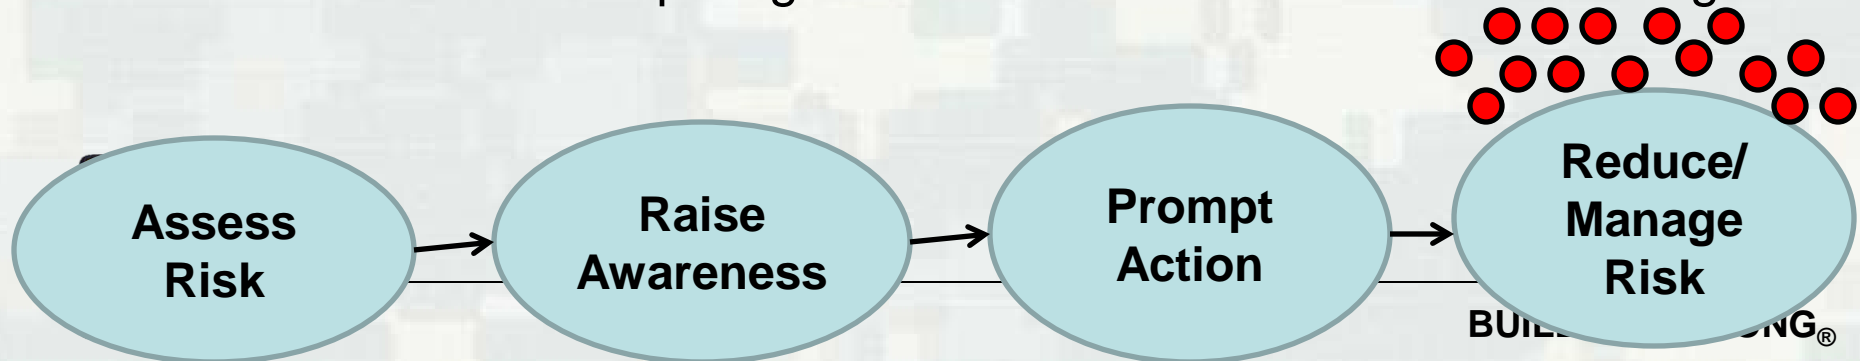 Assess
Risk
Raise
Awareness
Prompt
Action
Reduce/
Manage
Risk
®